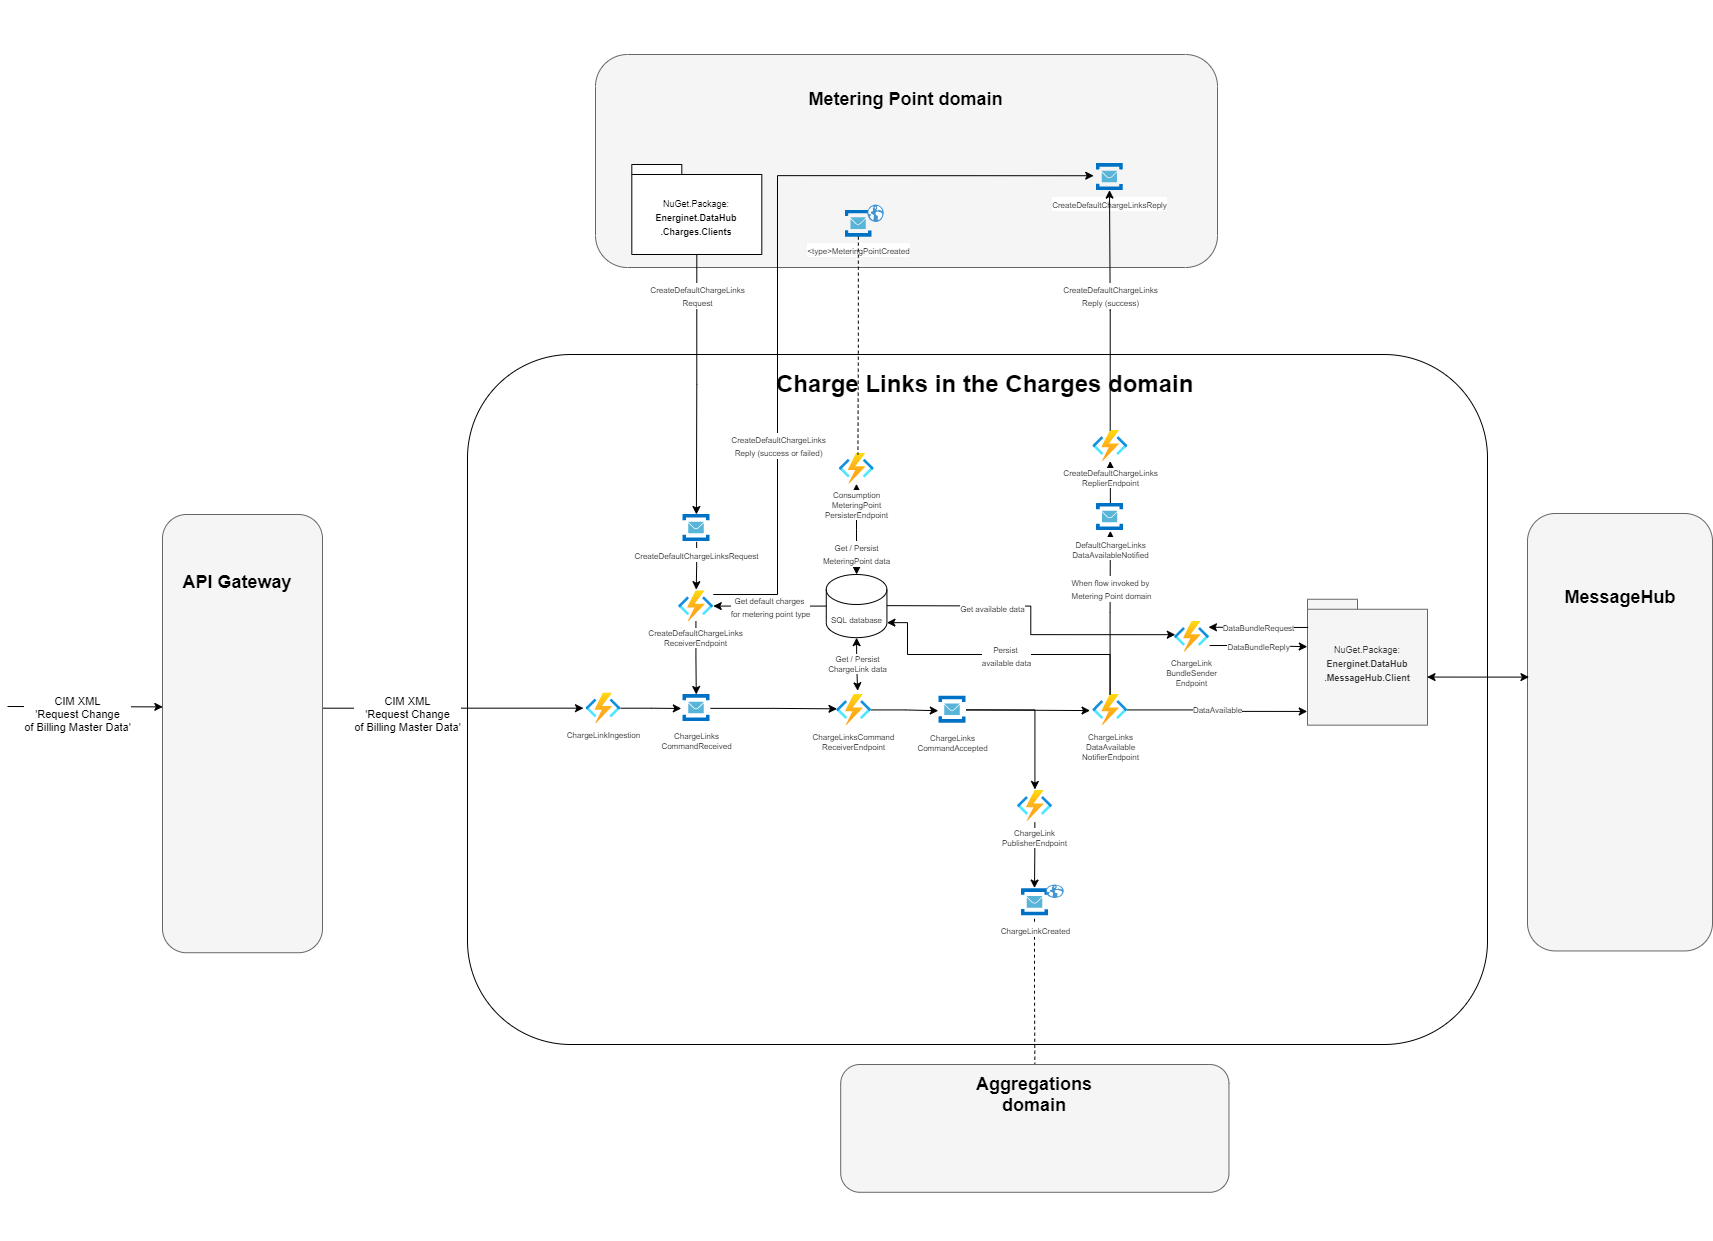 Metering Point domain
NuGet.Package:
Energinet.DataHub
.Charges.Clients
<type>MeteringPointCreated
CreateDefaultChargeLinksReply
CreateDefaultChargeLinks
Request
CreateDefaultChargeLinks
Reply (success)
Charge Links in the Charges domain
CreateDefaultChargeLinks
Reply (success or failed)
Consumption
MeteringPoint
PersisterEndpoint
CreateDefaultChargeLinks
ReplierEndpoint
CreateDefaultChargeLinksRequest
Get / Persist
MeteringPoint data
DefaultChargeLinks
DataAvailableNotified
When flow invoked by
Metering Point domain
API Gateway
MessageHub
Get default charges
for metering point type
SQL database
Get available data
CreateDefaultChargeLinks
ReceiverEndpoint
Get / Persist
ChargeLink data
Persist
available data
ChargeLink
BundleSender
Endpoint
DataBundleRequest
DataBundleReply
NuGet.Package:
Energinet.DataHub
.MessageHub.Client
CIM XML
'Request Change
of Billing Master Data'
CIM XML
'Request Change
of Billing Master Data'
ChargeLinkIngestion
ChargeLinks
CommandReceived
ChargeLinksCommand
ReceiverEndpoint
ChargeLinks
CommandAccepted
ChargeLinks
DataAvailable
NotifierEndpoint
DataAvailable
ChargeLink
PublisherEndpoint
ChargeLinkCreated
Aggregations
domain